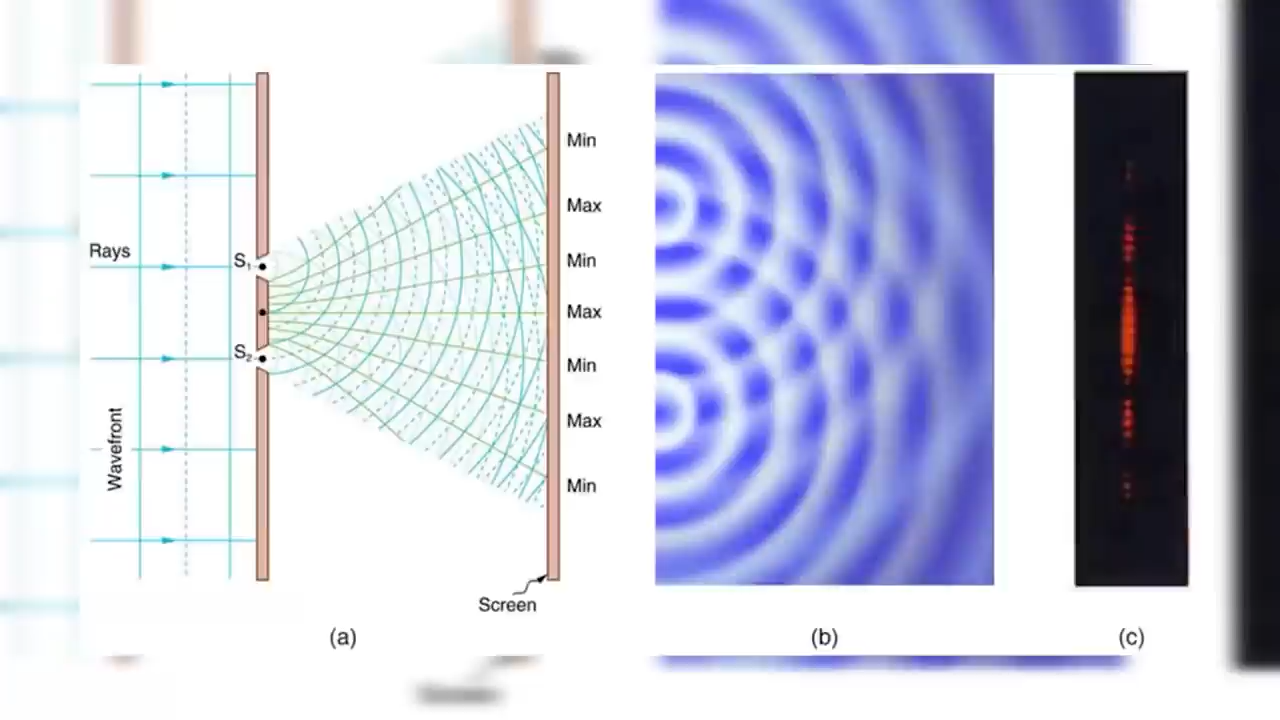 Rays
Wavefront
S₁
S₂
Min
Max
Min
Max
Min
Max
Min
Screen
(a)
(b)
(c)